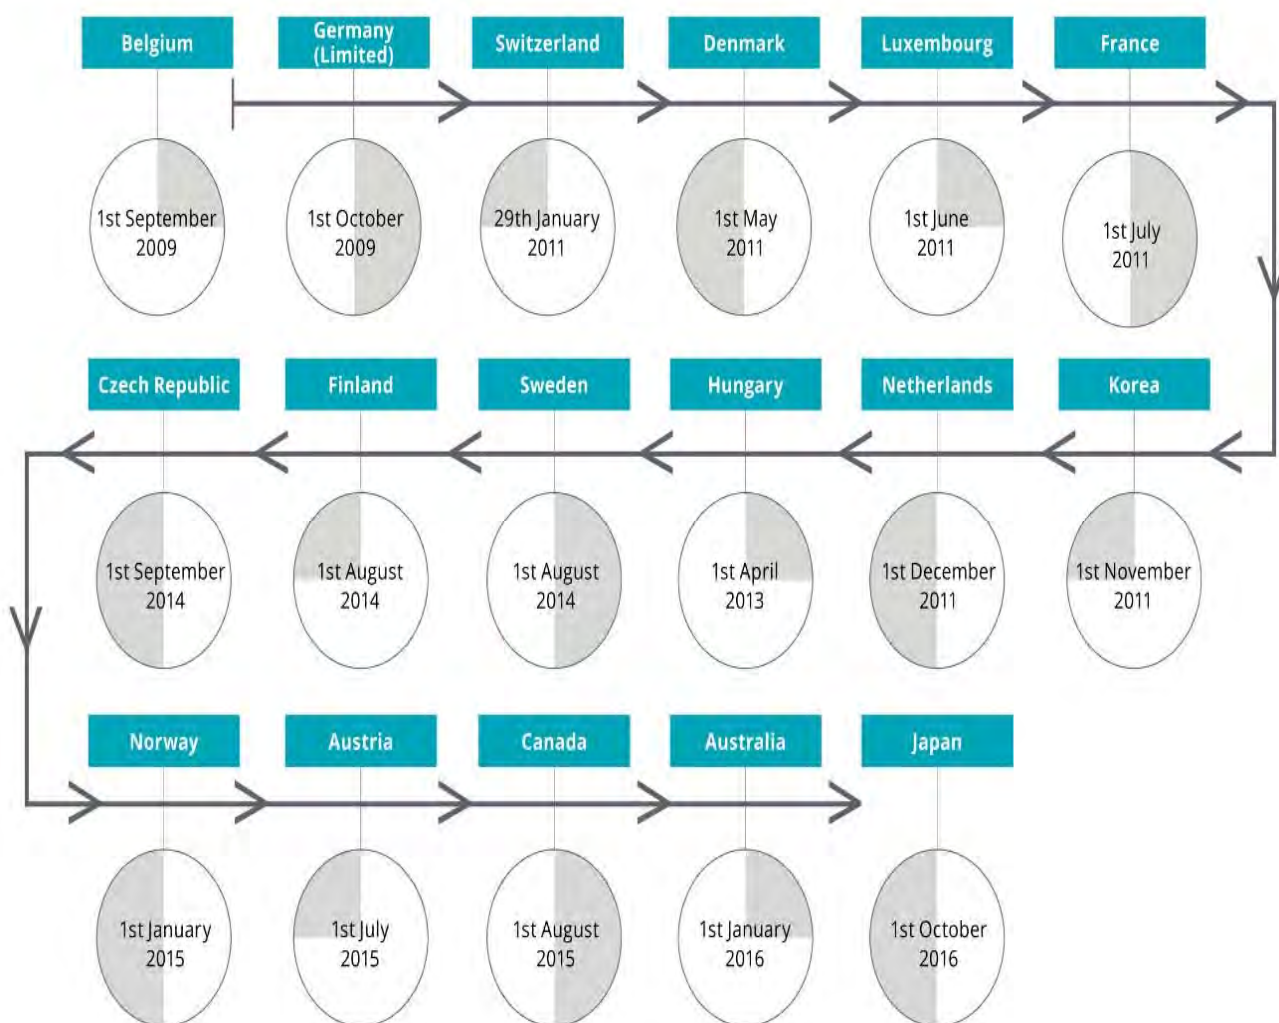 Belgium
Germany
(Limited)
Switzerland
Denmark
Luxembourg
France
1st September
2009
1st October
2009
29th January
2011
1st May
2011
1st June
2011
1st July
2011
Czech Republic
Finland
Sweden
Hungary
Netherlands
Korea
1st September
2014
1st August
2014
1st August
2014
1st April
2013
1st December
2011
1st November
2011
Norway
Austria
Canada
Australia
Japan
1st January
2015
1st July
2015
1st August
2015
1st January
2016
1st October
2016